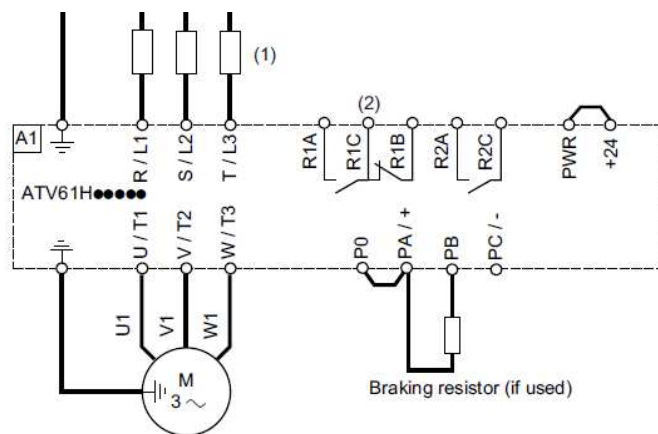 (1)
(2)
A1
R / L1
S / L2
T / L3
R1A
R1C
R1B
R2A
R2C
PWR
+24
ATV61H●●●●●
U / T1
V / T2
W / T3
P0
PA / +
PB
PC / -
U1
V1
W1
M
3 ~
Braking resistor (if used)